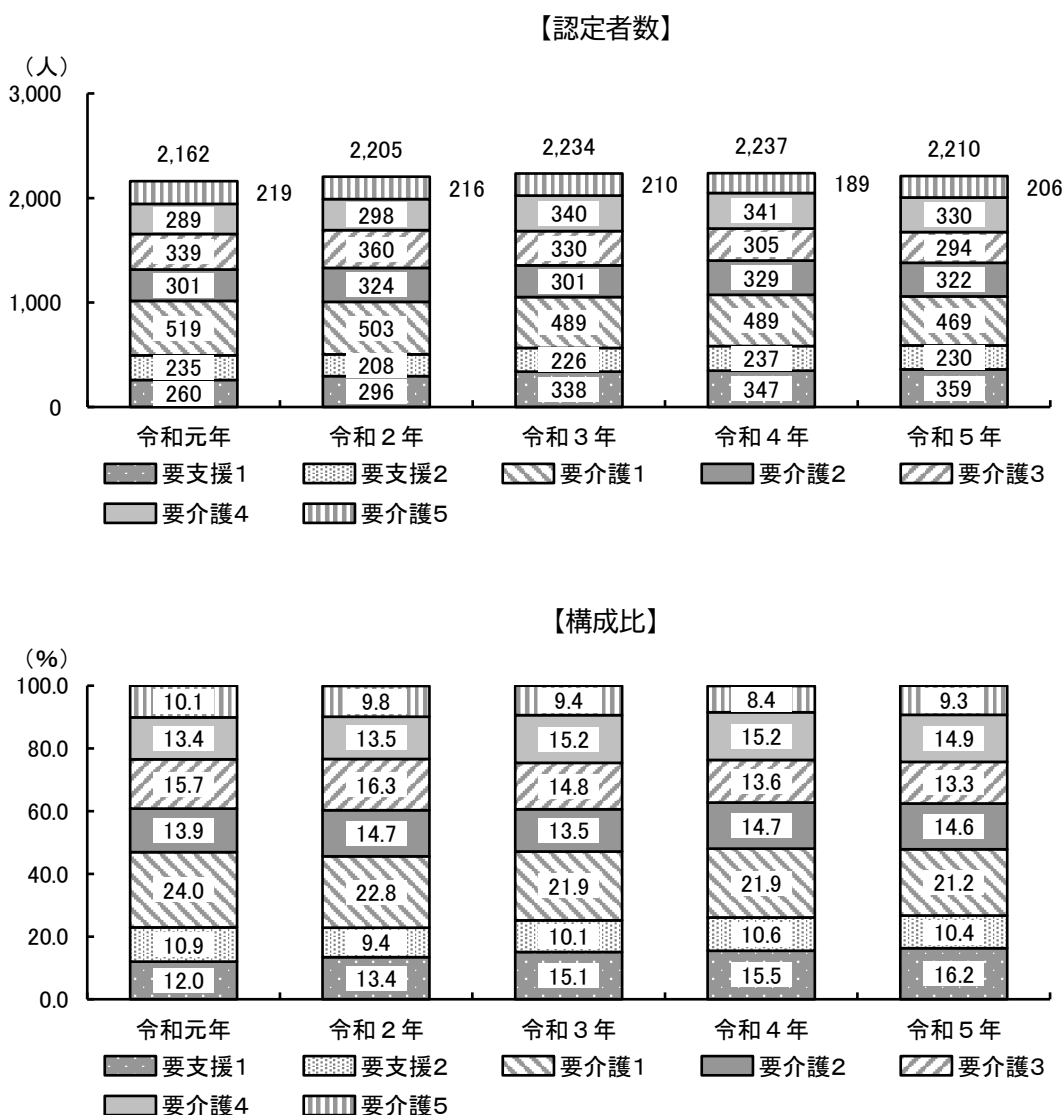 【認定者数】
（人）
3,000
2,162 2,205 2,234 2,237 2,210
2,000
219 216 210 189 206
289 298 340 341 330
339 360 330 305 294
301 324 301 329 322
1,000
519 503 489 489 469
235 208 226 237 230
260 296 338 347 359
0
令和元年 令和２年 令和３年 令和４年 令和５年
要支援1 要支援2 要介護1 要介護2 要介護3
要介護4 要介護5
【構成比】
（%）
100.0
10.1 9.8 9.4 8.4 9.3
13.4 13.5 15.2 15.2 14.9
80.0
15.7 16.3 14.8 13.6 13.3
60.0
13.9 14.7 13.5 14.7 14.6
40.0
24.0 22.8 21.9 21.9 21.2
20.0
10.9 9.4 10.1 10.6 10.4
12.0 13.4 15.1 15.5 16.2
0.0
令和元年 令和２年 令和３年 令和４年 令和５年
要支援1 要支援2 要介護1 要介護2 要介護3
要介護4 要介護5